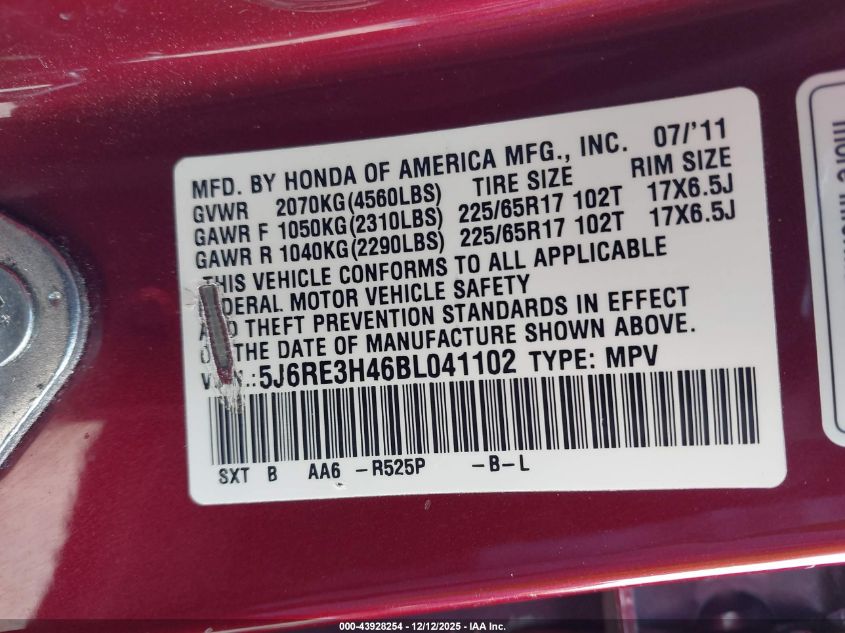 MFD. BY HONDA OF AMERICA MFG., INC. 07/'11
GVWR 2070KG(4560LBS) TIRE SIZE RIM SIZE
GAWR F 1050KG(2310LBS) 225/65R17 102T 17X6.5J
GAWR R 1040KG(2290LBS) 225/65R17 102T 17X6.5J
THIS VEHICLE CONFORMS TO ALL APPLICABLE
FEDERAL MOTOR VEHICLE SAFETY
AND THEFT PREVENTION STANDARDS IN EFFECT
ON THE DATE OF MANUFACTURE SHOWN ABOVE.
5J6RE3H46BL041102 TYPE: MPV
SXT B AA6 -R525P -B-L
000-43928254 - 12/12/2025 - IAA Inc.